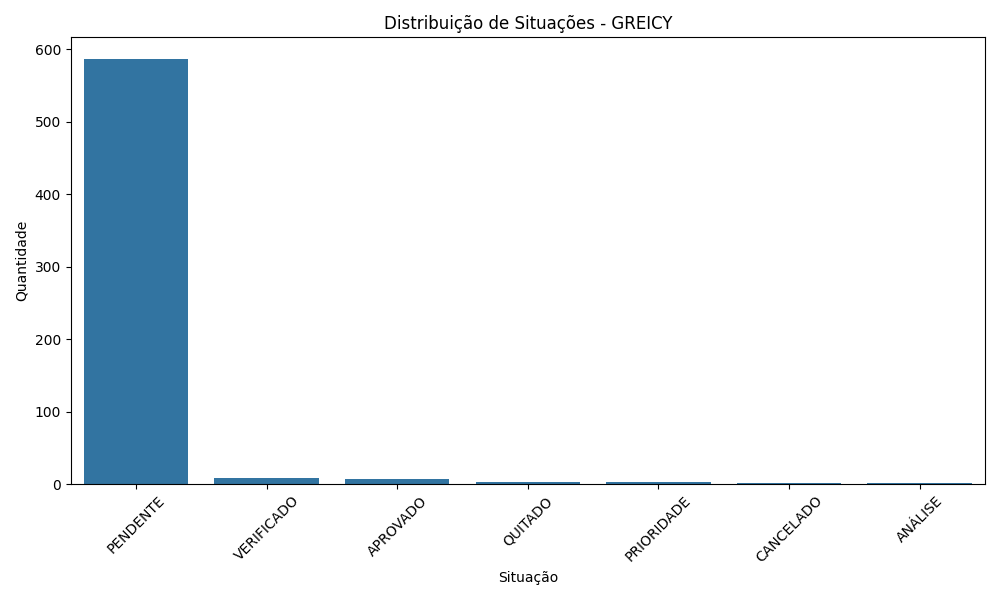 Distribuição de Situações - GREICY
Quantidade
600
500
400
300
200
100
0
PENDENTE
VERIFICADO
APROVADO
QUITADO
PRIORIDADE
CANCELADO
ANÁLISE
Situação